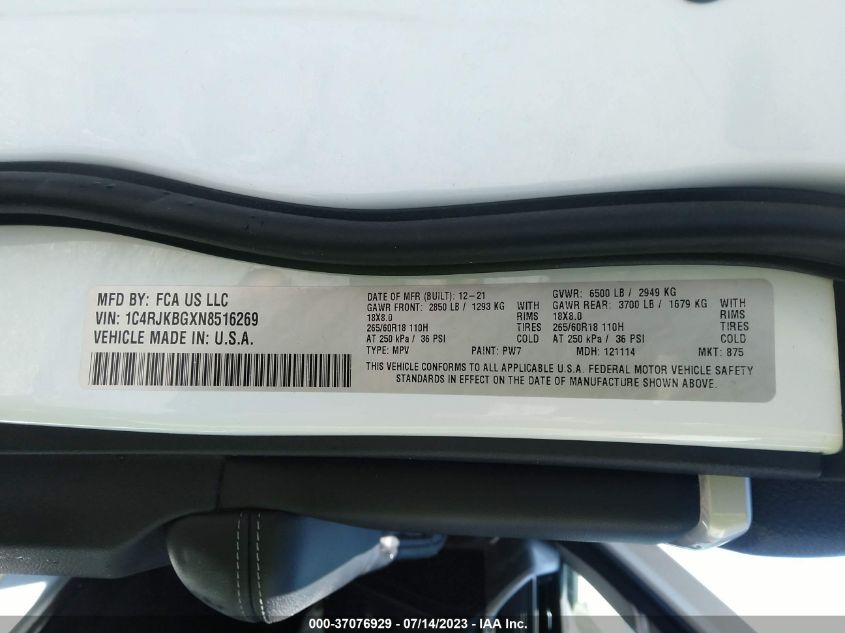 MFD BY: FCA US LLC
VIN: 1C4RJKBGXN8516269
VEHICLE MADE IN: U.S.A.
DATE OF MFR (BUILT): 12-21 GVWR: 6500 LB / 2949 KG
GAWR FRONT: 2850 LB / 1293 KG WITH GAWR REAR: 3700 LB / 1679 KG WITH
18X8.0 RIMS 18X8.0 RIMS
265/60R18 110H TIRES 265/60R18 110H TIRES
AT 250 kPa / 36 PSI COLD AT 250 kPa / 36 PSI COLD
TYPE: MPV PAINT: PW7 MDH: 121114 MKT: 875
THIS VEHICLE CONFORMS TO ALL APPLICABLE U.S.A. FEDERAL MOTOR VEHICLE SAFETY
STANDARDS IN EFFECT ON THE DATE OF MANUFACTURE SHOWN ABOVE.
000-37076929 / 07/14/2023 - IAA Inc.